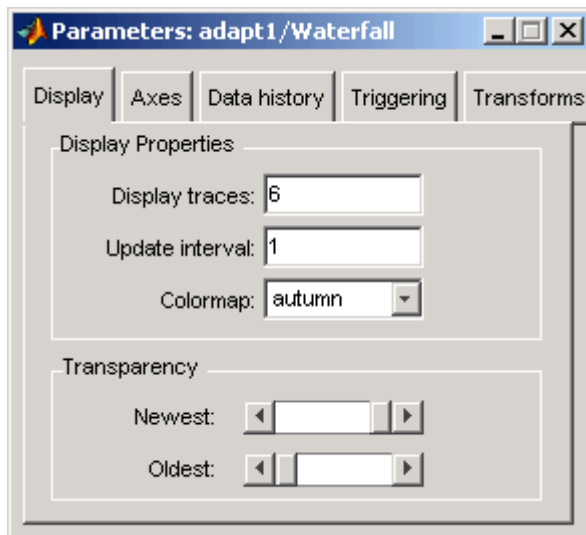 Parameters: adapt1/Waterfall
Display Axes Data history Triggering Transforms
Display Properties
Display traces: 6
Update interval: 1
Colormap: autumn
Transparency
Newest:
Oldest: